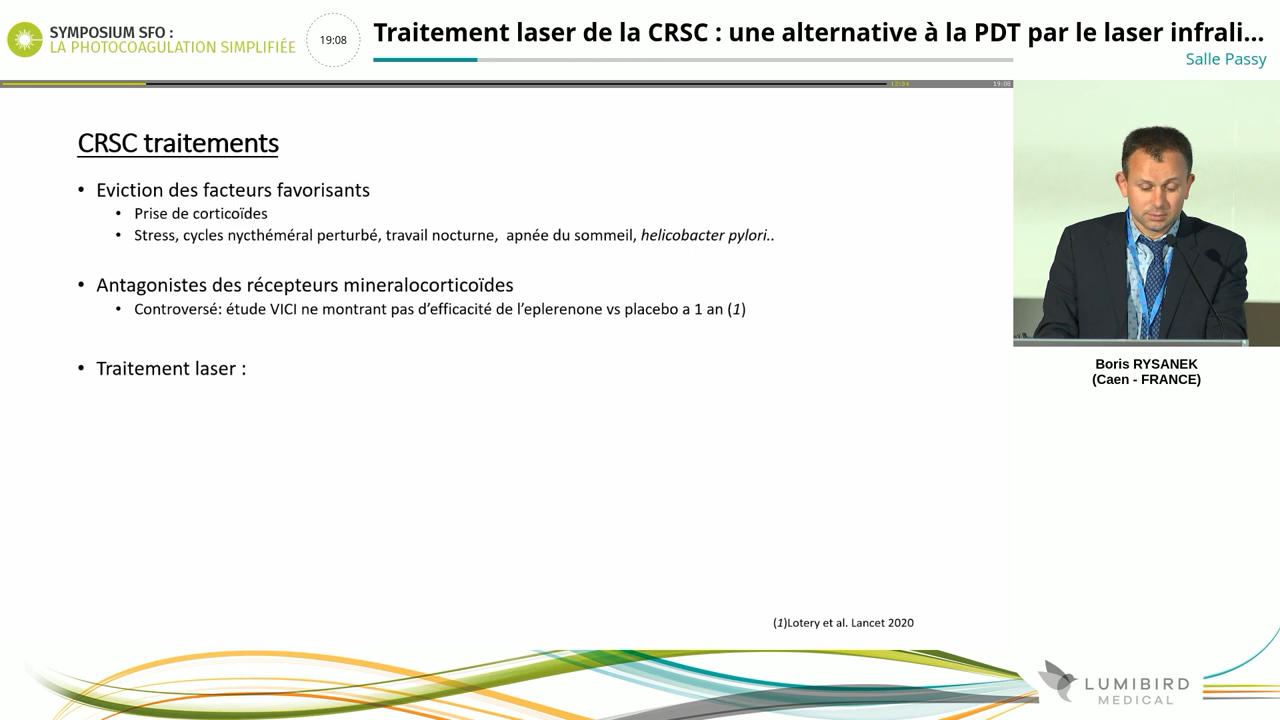 SYMPOSIUM SFO :
LA PHOTOCOAGULATION SIMPLIFIÉE
19:08
Traitement laser de la CRSC : une alternative à la PDT par le laser infrali...
Salle Passy
19:08
CRSC traitements
• Eviction des facteurs favorisants
• Prise de corticoïdes
• Stress, cycles nycthéméral perturbé, travail nocturne, apnée du sommeil, helicobacter pylori..
• Antagonistes des récepteurs mineralocorticoïdes
• Controversé: étude VICI ne montrant pas d'efficacité de l'eplerenone vs placebo a 1 an (1)
• Traitement laser :
(1)Lotery et al. Lancet 2020
Boris RYSANEK
(Caen - FRANCE)
LUMIBIRD
MEDICAL